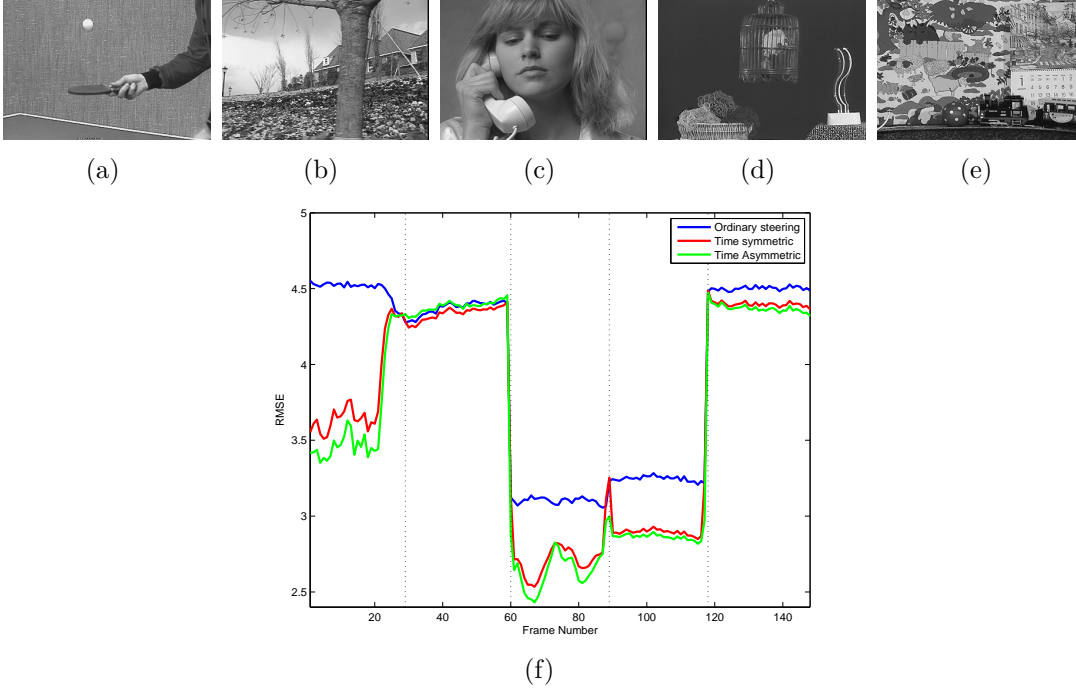 (a) (b) (c) (d) (e)
5
4.5
4
3.5
3
2.5
RMSE
Ordinary steering
Time symmetric
Time Asymmetric
20 40 60 80 100 120 140
Frame Number
(f)